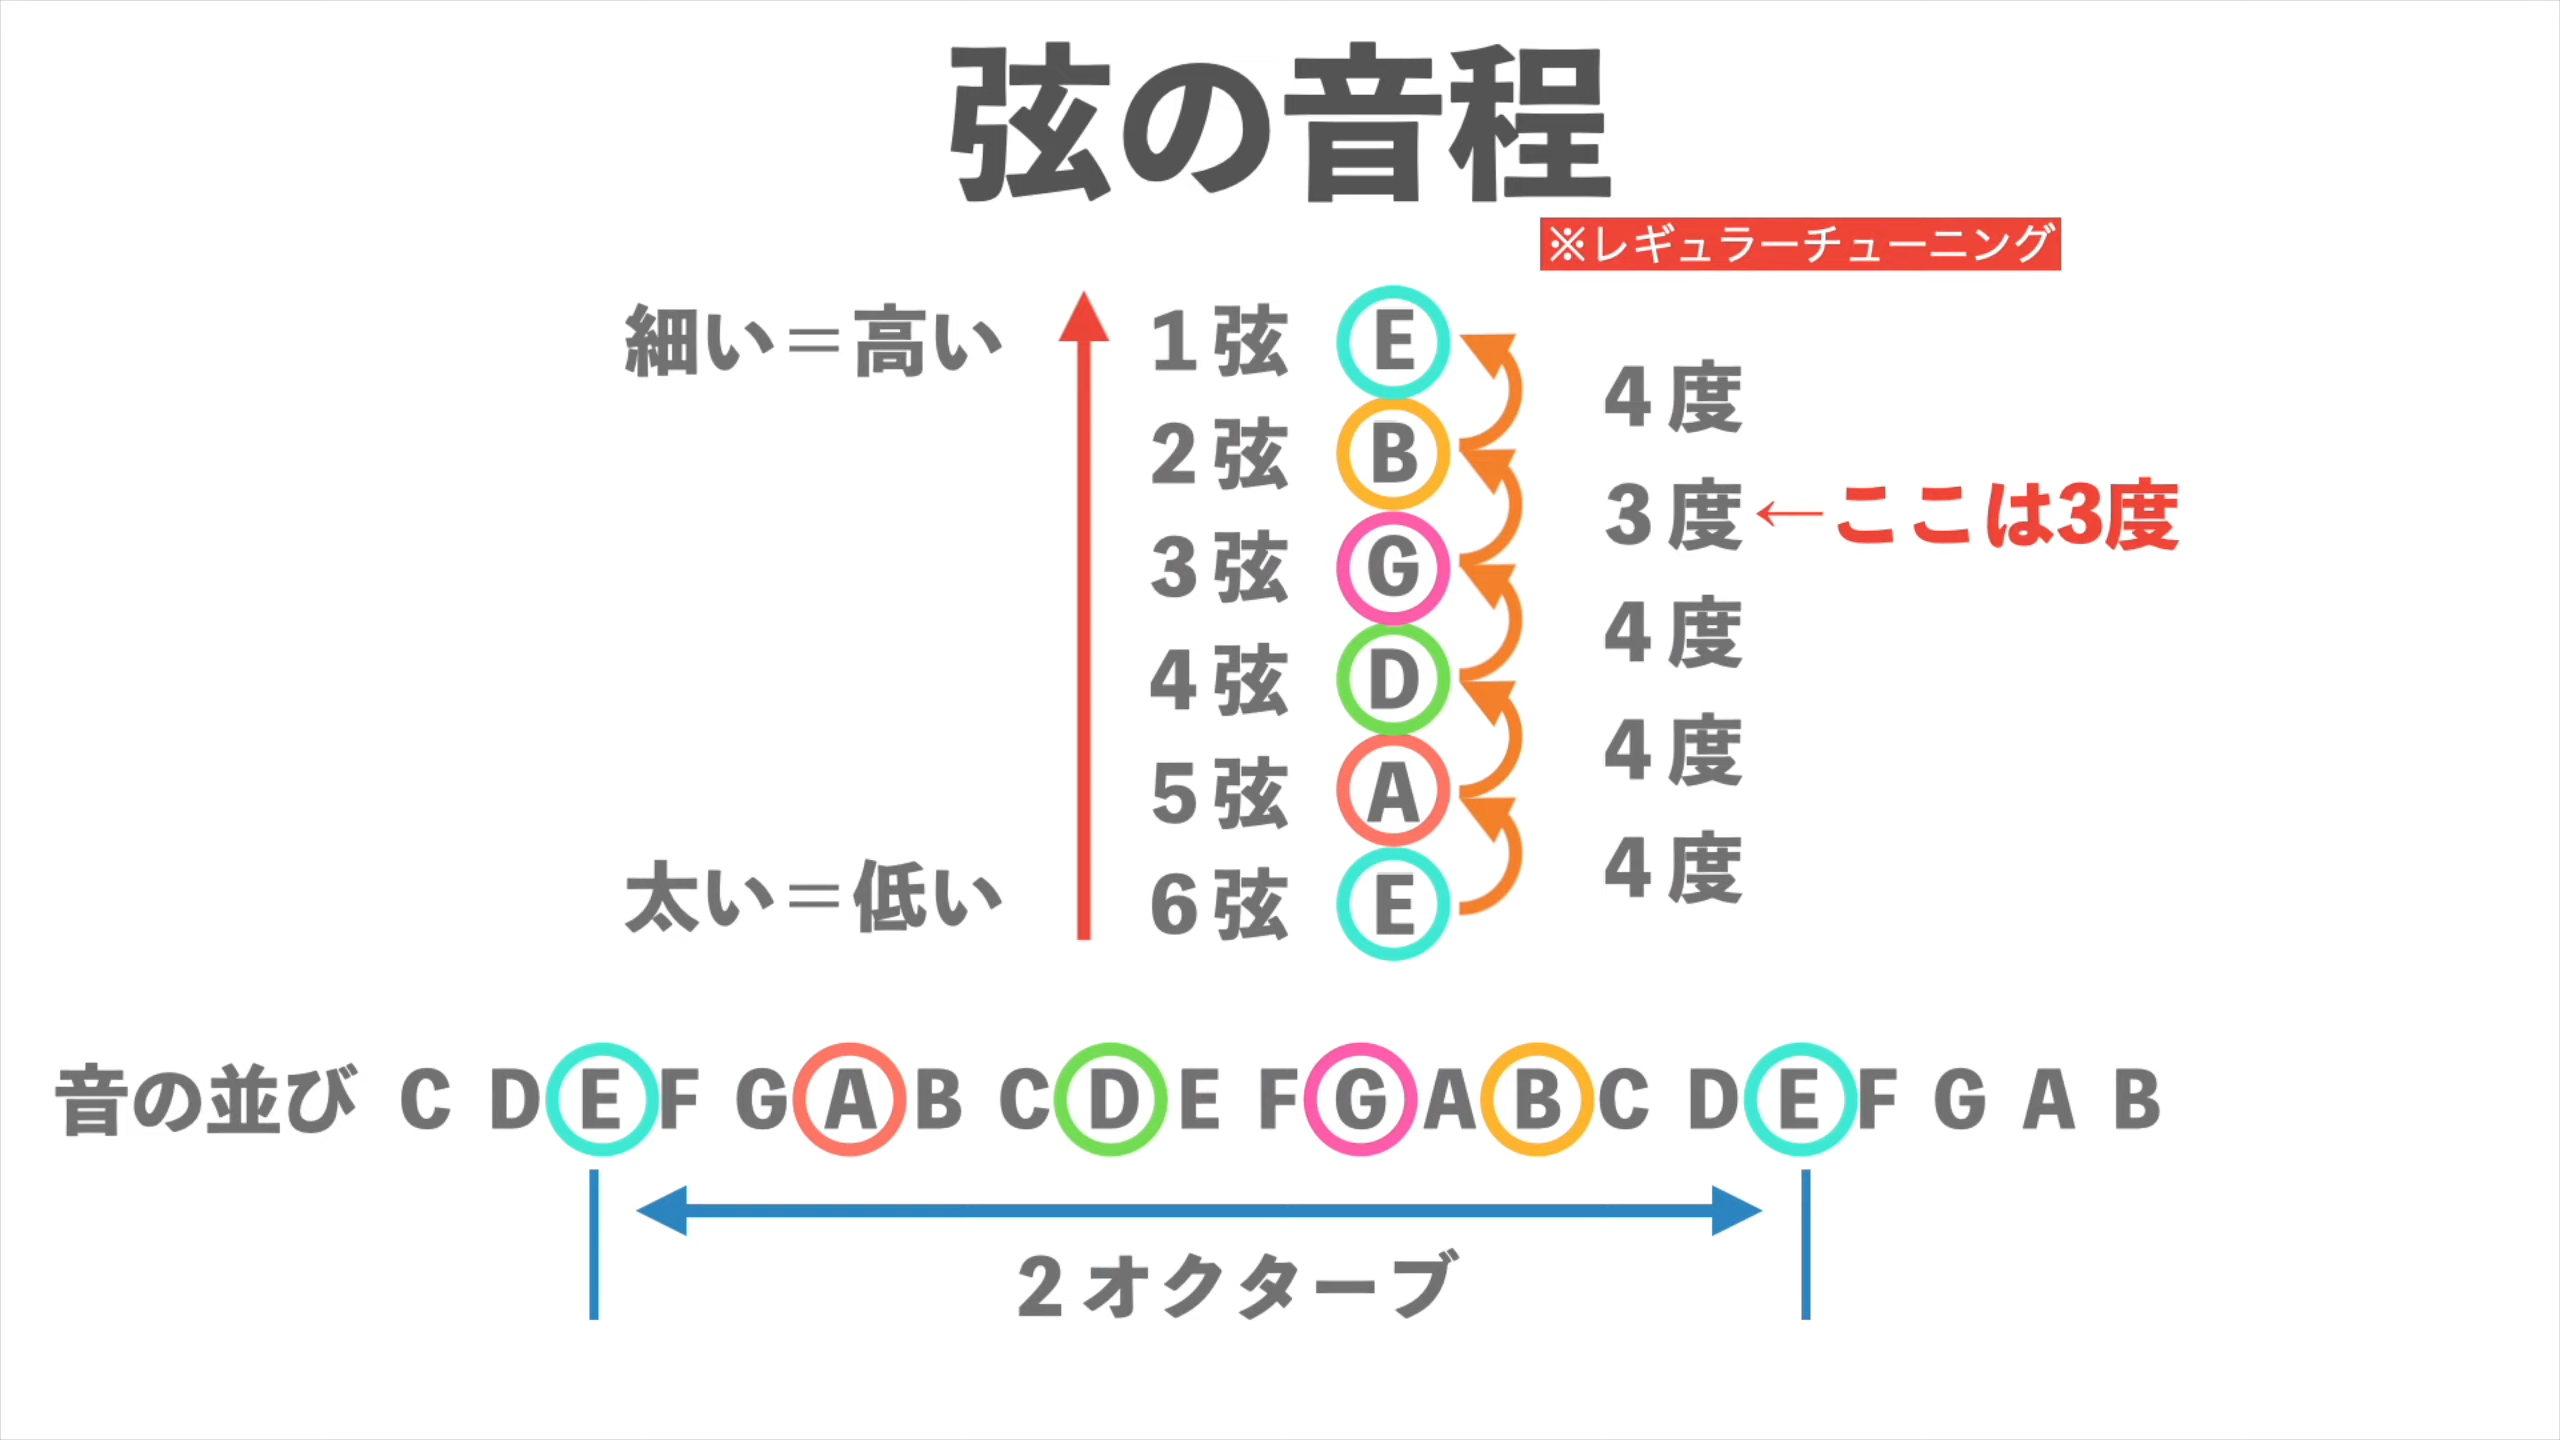 弦の音程
※レギュラーチューニング
細い=高い 1弦 E
4度
2弦 B
3度←ここは3度
3弦 G
4度
4弦 D
4度
5弦 A
4度
太い=低い 6弦 E
音の並び C D E F G A B C D E F G A B C D E F G A B
2オクターブ